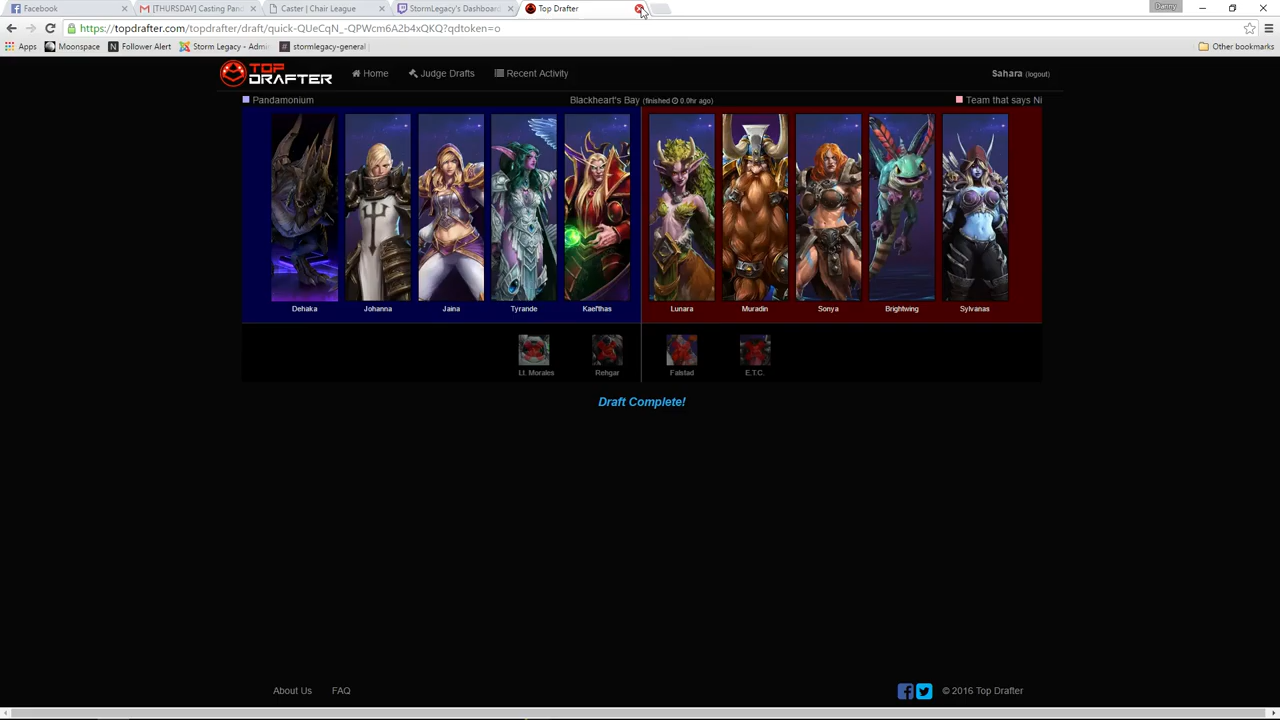 Facebook
[THURSDAY] Casting Pan
Caster | Chair League
StormLegacy's Dashboard
Top Drafter
Danny
https://topdrafter.com/topdrafter/draft/quick-QUeCqN_-QPWcm6A2b4xQKQ?qdtoken=o
Apps
Moonspace
Follower Alert
Storm Legacy - Admi
stormlegacy-general
Other bookmarks
TOP DRAFTER
Home
Judge Drafts
Recent Activity
Sahara (logout)
Pandamonium
Blackheart's Bay (finished 0.0hr ago)
Team that says Ni
Dehaka
Johanna
Jaina
Tyrande
Kael'thas
Lunara
Muradin
Sonya
Brightwing
Sylvanas
Lt. Morales
Rehgar
Falstad
E.T.C.
Draft Complete!
About Us
FAQ
© 2016 Top Drafter